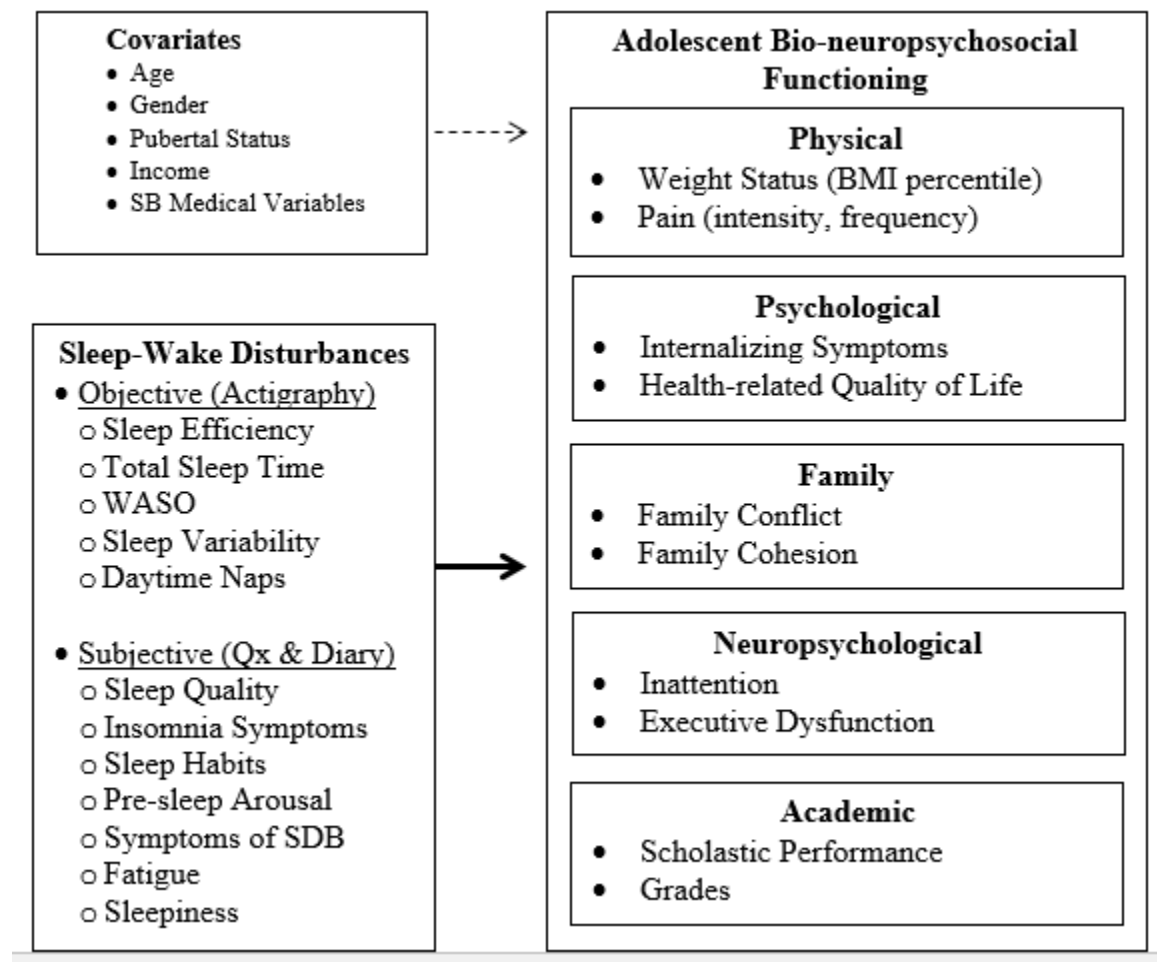 Covariates
• Age
• Gender
• Pubertal Status
• Income
• SB Medical Variables
Sleep-Wake Disturbances
• Objective (Actigraphy)
o Sleep Efficiency
o Total Sleep Time
o WASO
o Sleep Variability
o Daytime Naps
• Subjective (Qx & Diary)
o Sleep Quality
o Insomnia Symptoms
o Sleep Habits
o Pre-sleep Arousal
o Symptoms of SDB
o Fatigue
o Sleepiness
Adolescent Bio-neuropsychosocial
Functioning
Physical
• Weight Status (BMI percentile)
• Pain (intensity, frequency)
Psychological
• Internalizing Symptoms
• Health-related Quality of Life
Family
• Family Conflict
• Family Cohesion
Neuropsychological
• Inattention
• Executive Dysfunction
Academic
• Scholastic Performance
• Grades